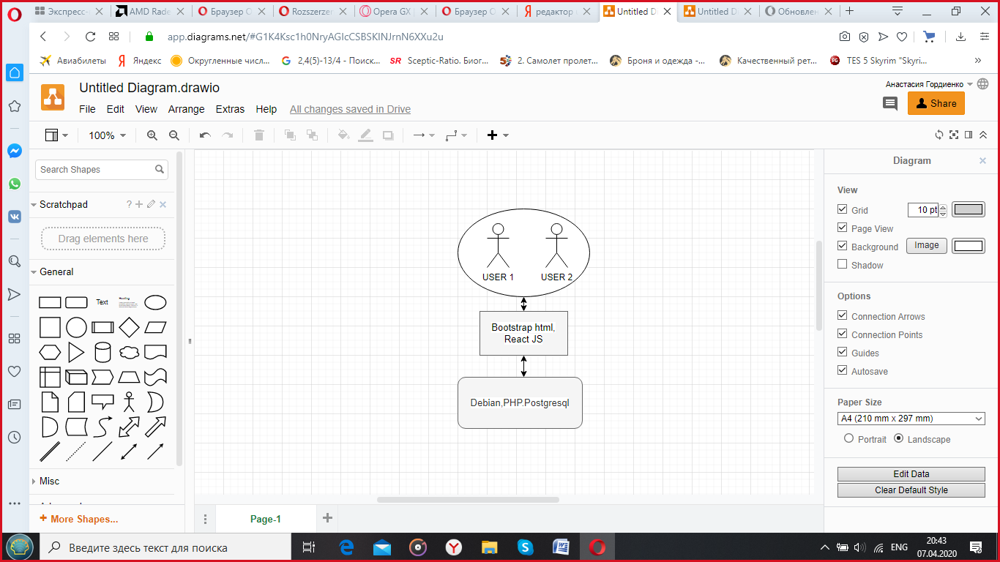 Экспресс-
AMD Rade
Браузер О
Rozszerzer
Opera GX |
Браузер О
редактор
Untitled D
Untitled D
Обновлен
app.diagrams.net/#G1K4Ksc1h0NryAGIcCSBSKlNJrnN6XXu2u
Авиабилеты
Яндекс
Округленные числ...
2,4(5)-13/4 - Поиск...
SR Sceptic-Ratio. Биог...
2. Самолет пролет...
Броня и одежда -...
Качественный рет...
TES 5 Skyrim "Skyri...
Untitled Diagram.drawio
Анастасия Гордиенко
File Edit View Arrange Extras Help All changes saved in Drive
Share
100%
Search Shapes
Scratchpad
?
Drag elements here
General
Text
Heading
Misc
More Shapes...
USER 1
USER 2
Bootstrap html,
React JS
Debian,PHP.Postgresql
Page-1
Diagram
View
Grid 10 pt
Page View
Background Image
Shadow
Options
Connection Arrows
Connection Points
Guides
Autosave
Paper Size
A4 (210 mm x 297 mm)
Portrait Landscape
Edit Data
Clear Default Style
Введите здесь текст для поиска
ENG
20:43
07.04.2020